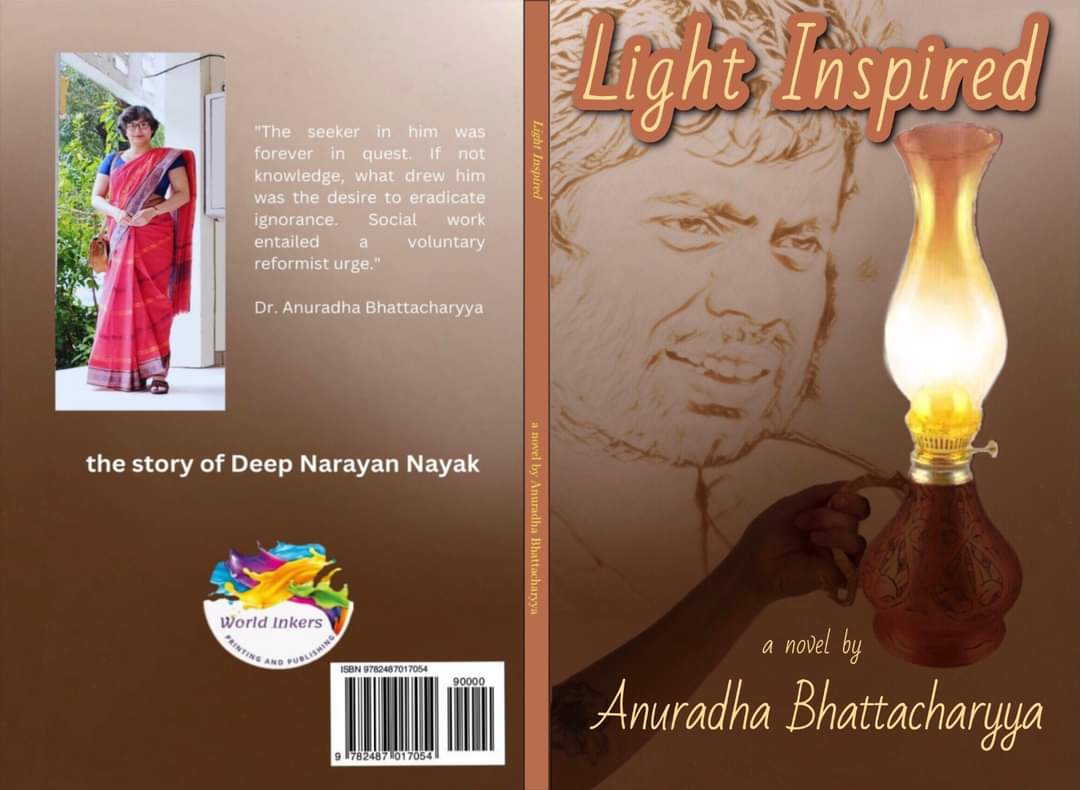 "The seeker in him was
forever in quest. If not
knowledge, what drew him
was the desire to eradicate
ignorance. Social work
entailed a voluntary
reformist urge."
Dr. Anuradha Bhattacharyya
the story of Deep Narayan Nayak
World Inkers
PRINTING AND PUBLISHING
ISBN 9782487017054
90000
9 782487 017054
Light Inspired
a novel by Anuradha Bhattacharyya
Light Inspired
a novel by
Anuradha Bhattacharyya